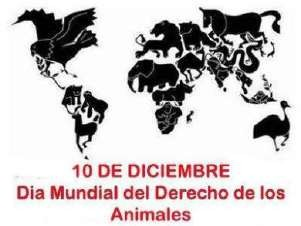 10 DE DICIEMBRE
Dia Mundial del Derecho de los
Animales